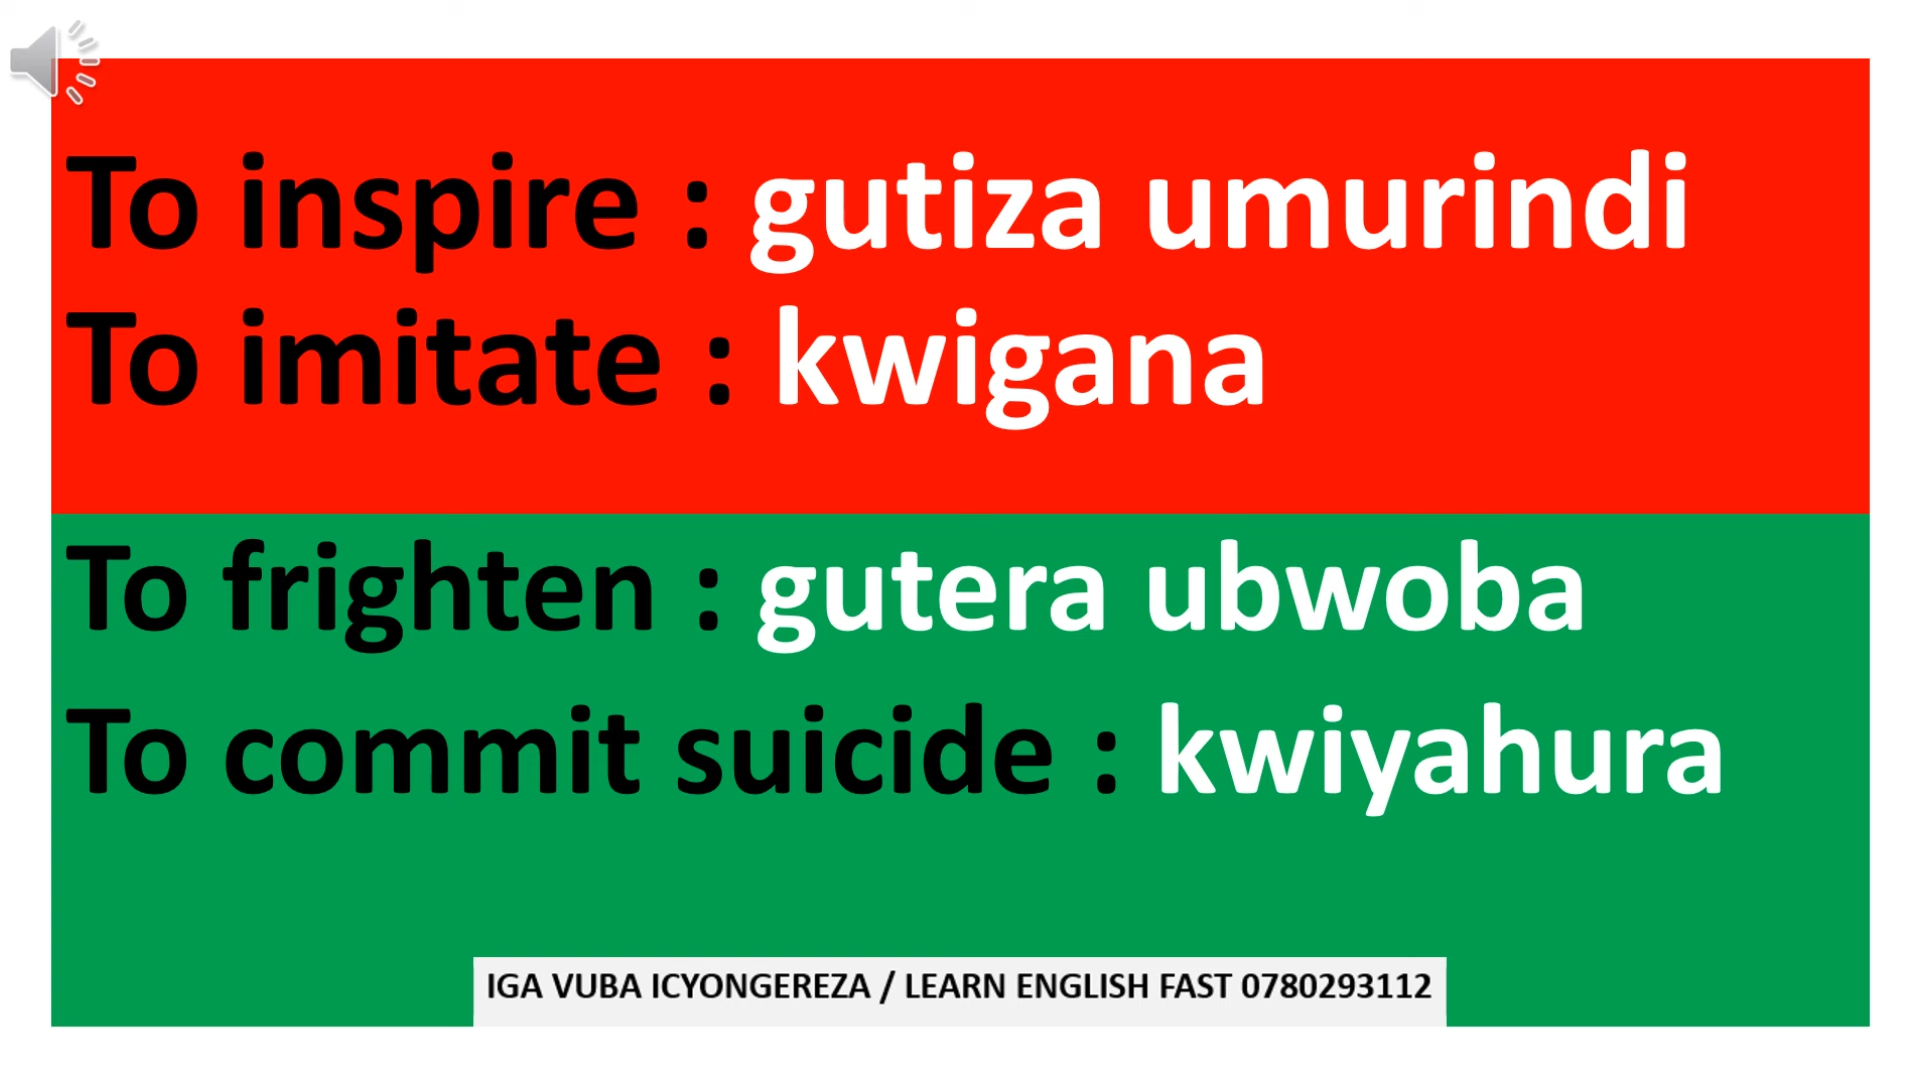 To inspire : gutiza umurindi
To imitate : kwigana
To frighten : gutera ubwoba
To commit suicide : kwiyahura
IGA VUBA ICYONGEREZA / LEARN ENGLISH FAST 0780293112